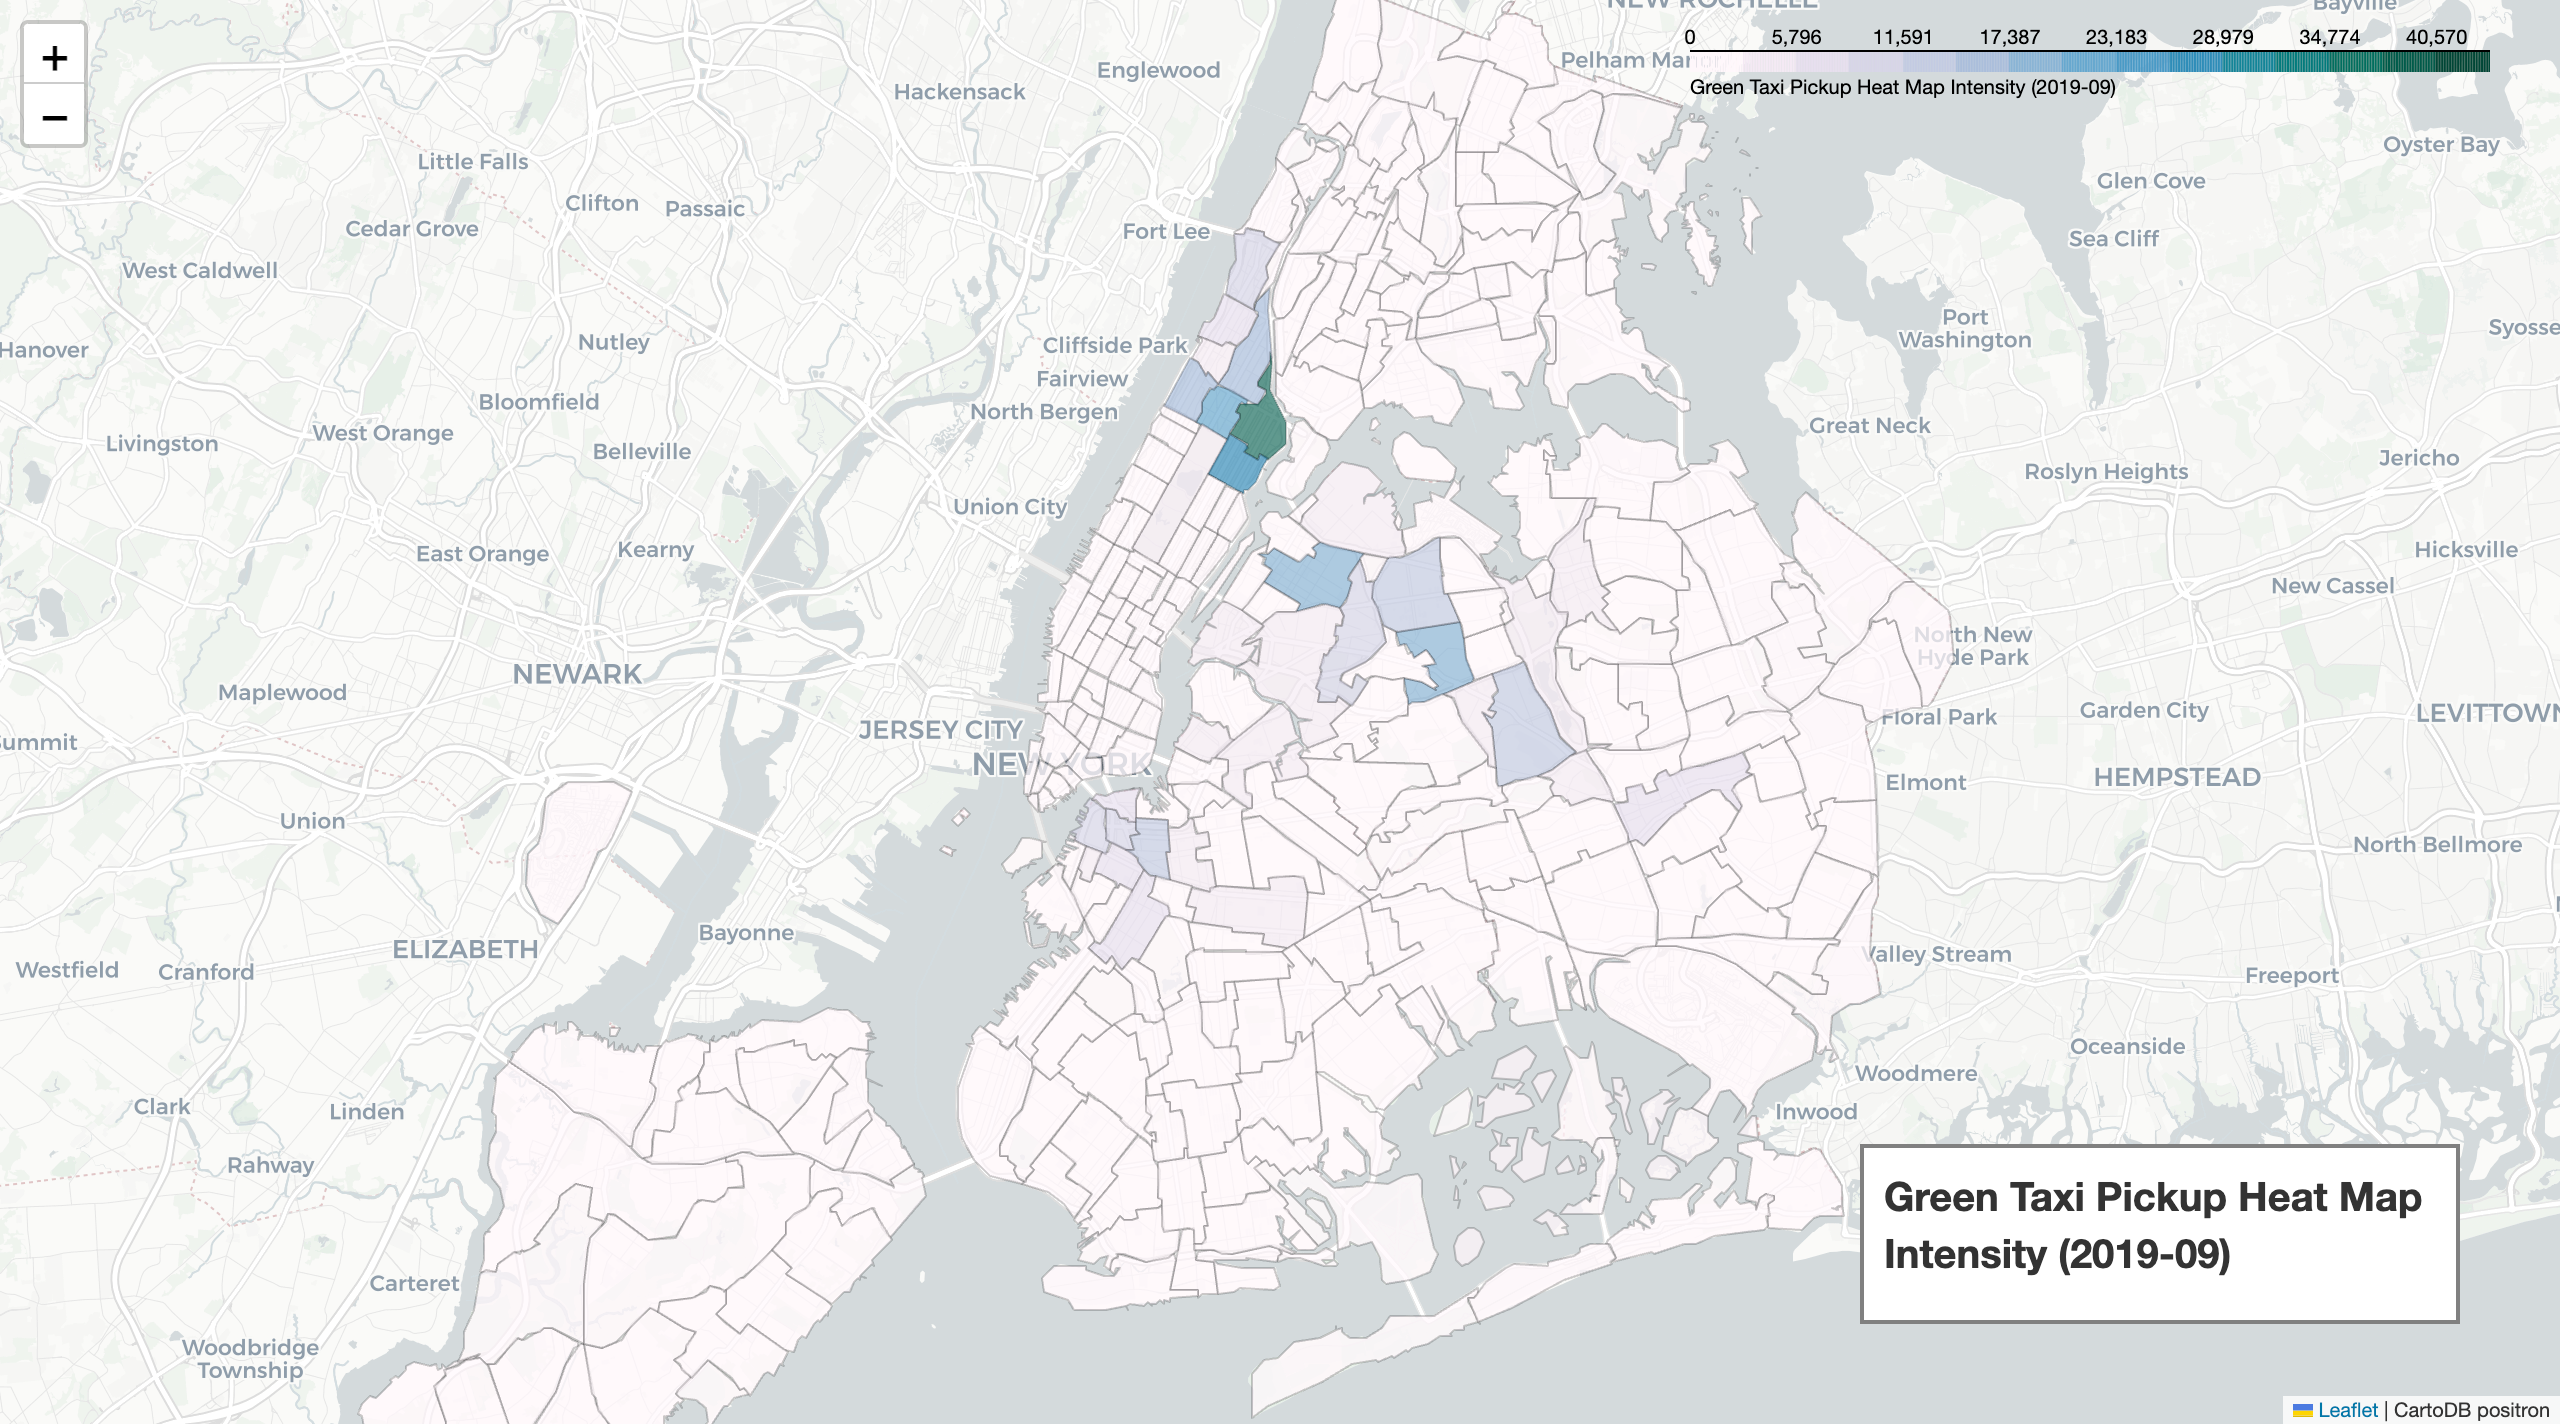 +
−
NEW ROCHELLE
Bayville
0 5,796 11,591 17,387 23,183 28,979 34,774 40,570
Pelham Manor
Green Taxi Pickup Heat Map Intensity (2019-09)
Englewood
Hackensack
Oyster Bay
Little Falls
Glen Cove
Clifton
Passaic
Cedar Grove
Fort Lee
Sea Cliff
West Caldwell
Port
Washington
Syosse
Nutley
Cliffside Park
Hanover
Fairview
Bloomfield
North Bergen
Great Neck
West Orange
Livingston
Belleville
Jericho
Roslyn Heights
Union City
East Orange
Kearny
Hicksville
New Cassel
North New
Hyde Park
NEWARK
Maplewood
Garden City
LEVITTOWN
Floral Park
JERSEY CITY
Summit
NEW YORK
HEMPSTEAD
Elmont
Union
North Bellmore
Bayonne
ELIZABETH
Valley Stream
Westfield
Cranford
Freeport
Oceanside
Woodmere
Clark
Linden
Inwood
Rahway
Green Taxi Pickup Heat Map
Intensity (2019-09)
Carteret
Woodbridge
Township
Leaflet | CartoDB positron